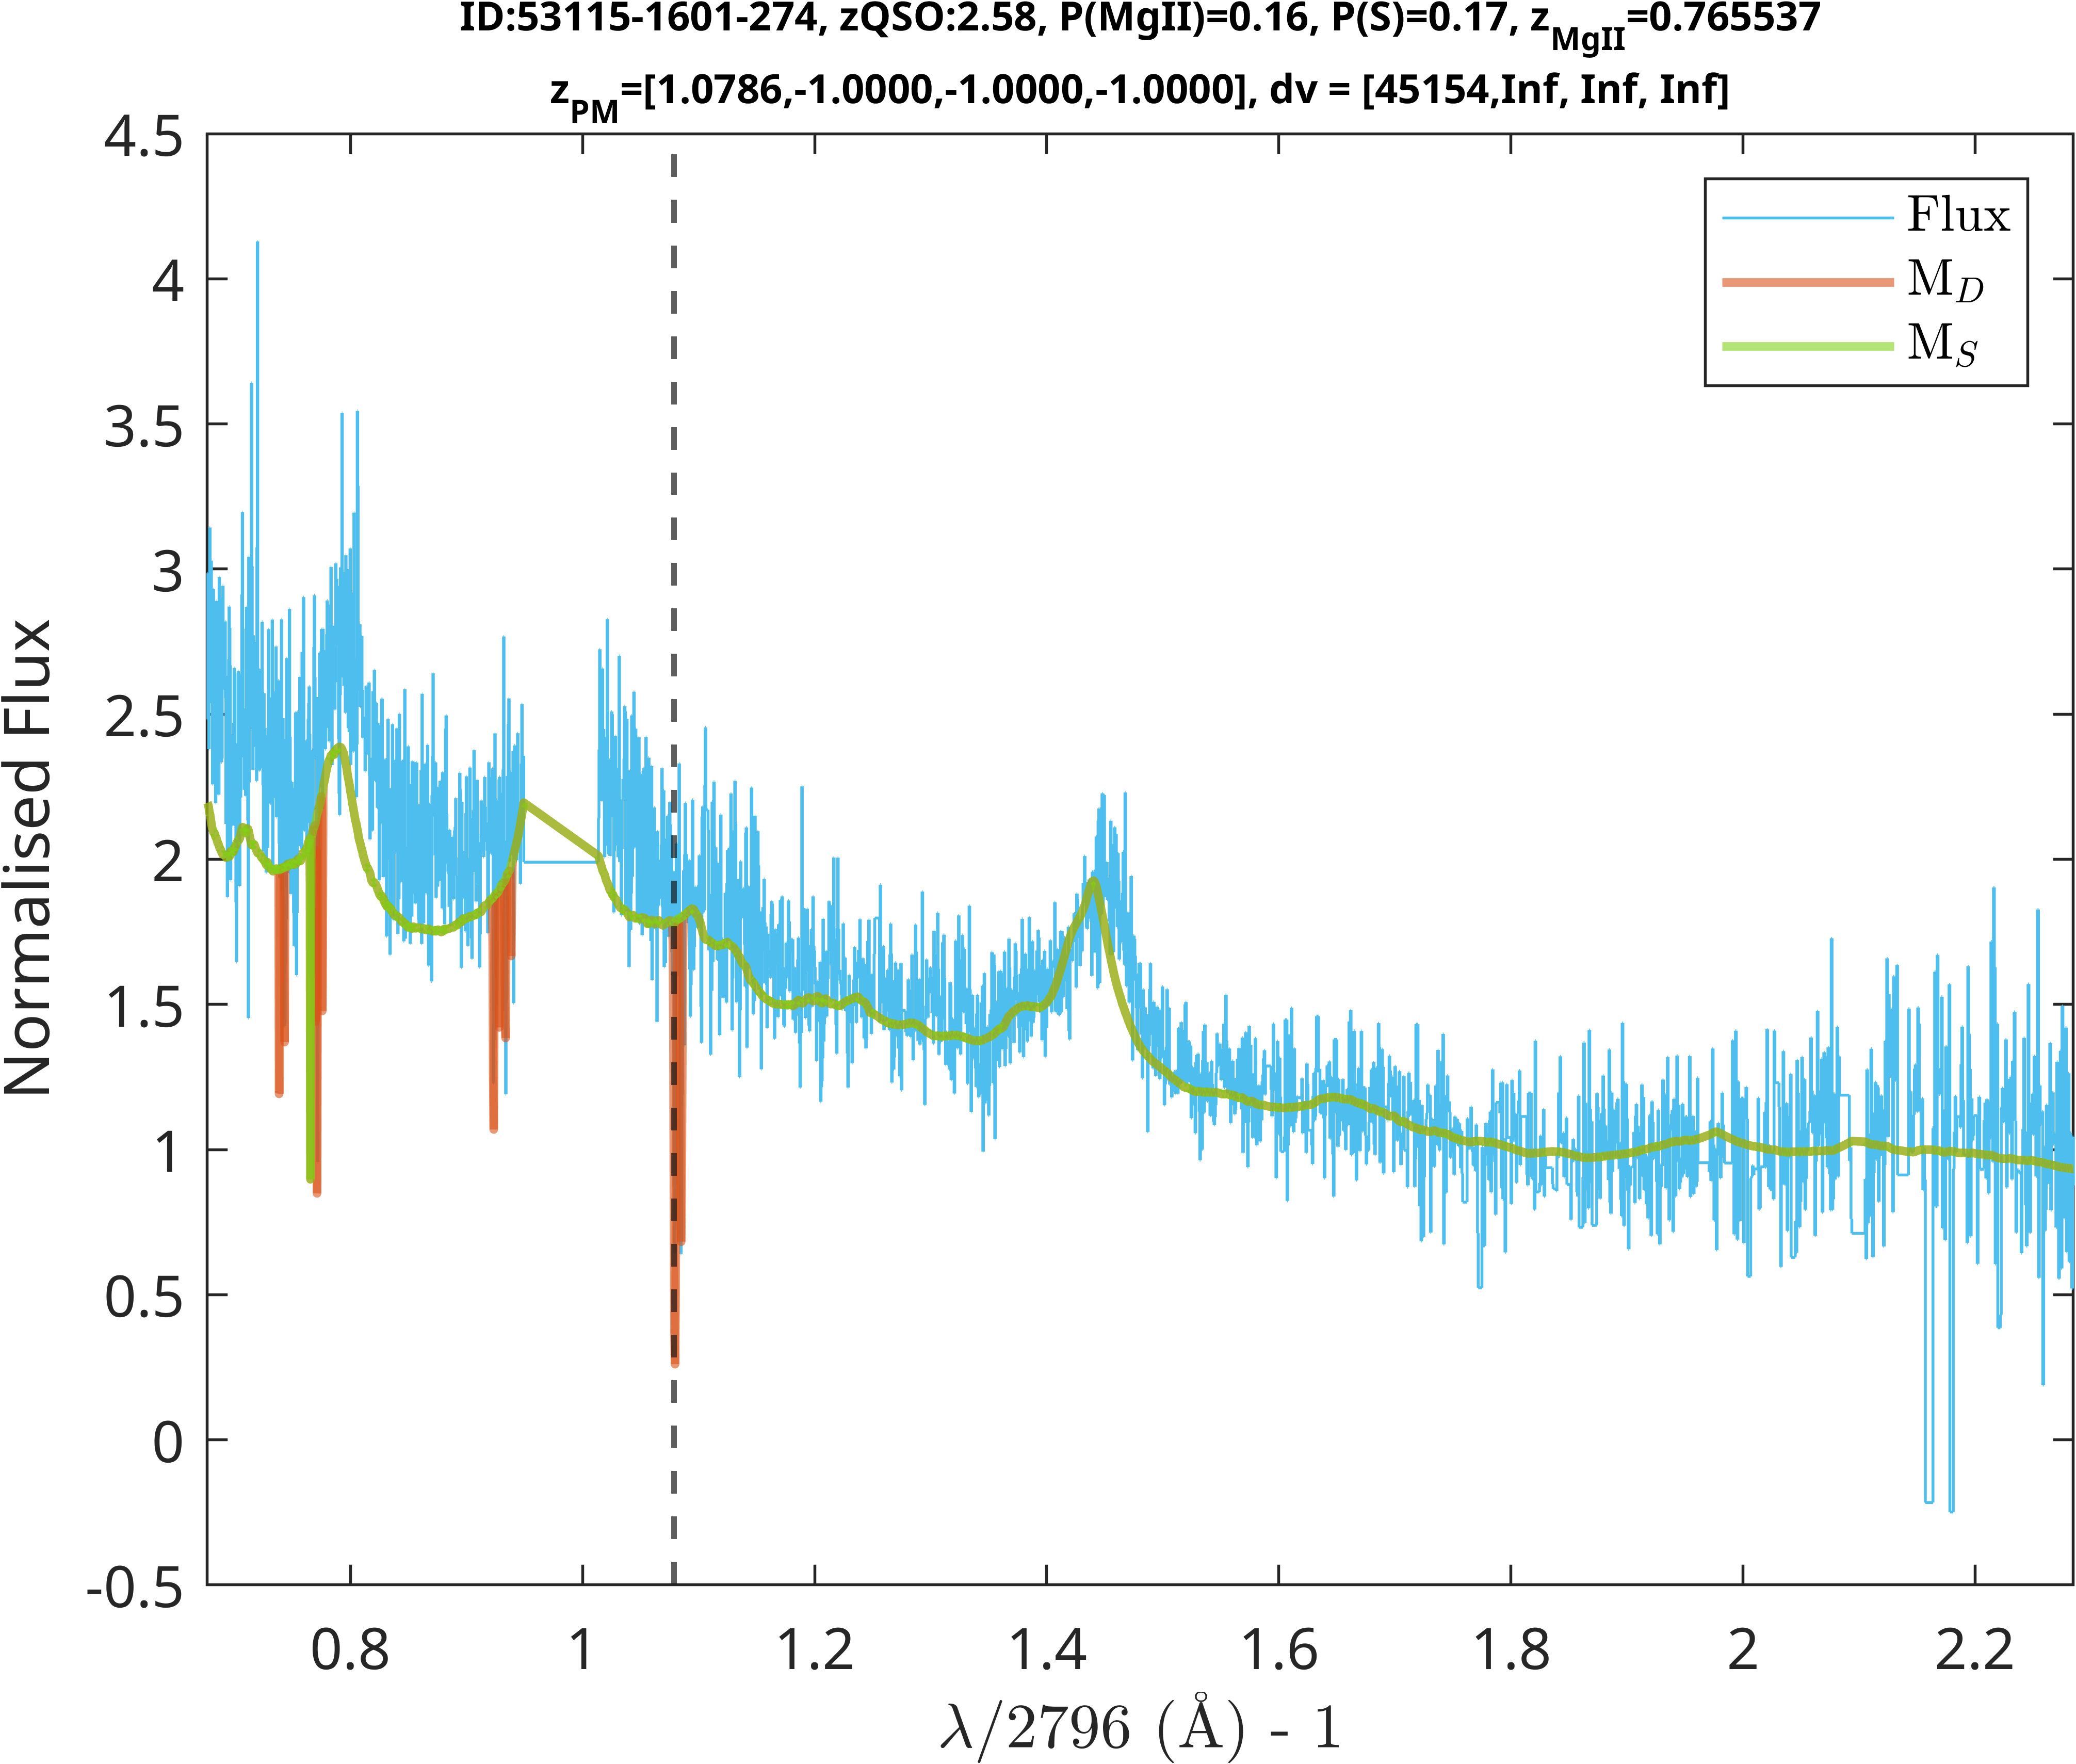 ID:53115-1601-274, zQSO:2.58, P(MgII)=0.16, P(S)=0.17, zMgII=0.765537
zPM=[1.0786,-1.0000,-1.0000,-1.0000], dv = [45154,Inf, Inf, Inf]
4.5
4
3.5
3
2.5
2
1.5
1
0.5
0
-0.5
Normalised Flux
Flux
MD
MS
0.8 1 1.2 1.4 1.6 1.8 2 2.2
λ/2796 (Å) - 1